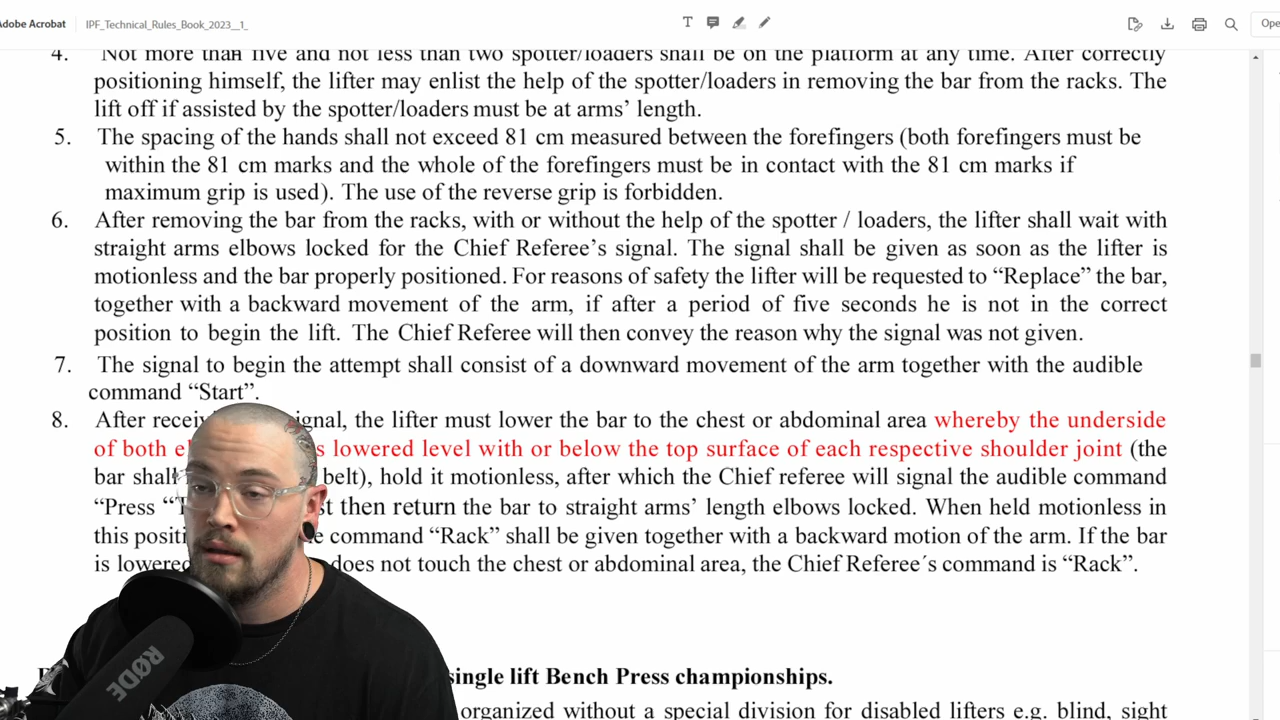 Adobe Acrobat
IPF_Technical_Rules_Book_2023__1_
Ope
4. Not more than five and not less than two spotter/loaders shall be on the platform at any time. After correctly
positioning himself, the lifter may enlist the help of the spotter/loaders in removing the bar from the racks. The
lift off if assisted by the spotter/loaders must be at arms’ length.
5. The spacing of the hands shall not exceed 81 cm measured between the forefingers (both forefingers must be
within the 81 cm marks and the whole of the forefingers must be in contact with the 81 cm marks if
maximum grip is used). The use of the reverse grip is forbidden.
6. After removing the bar from the racks, with or without the help of the spotter / loaders, the lifter shall wait with
straight arms elbows locked for the Chief Referee’s signal. The signal shall be given as soon as the lifter is
motionless and the bar properly positioned. For reasons of safety the lifter will be requested to “Replace” the bar,
together with a backward movement of the arm, if after a period of five seconds he is not in the correct
position to begin the lift. The Chief Referee will then convey the reason why the signal was not given.
7. The signal to begin the attempt shall consist of a downward movement of the arm together with the audible
command “Start”.
8. After receivi ignal, the lifter must lower the bar to the chest or abdominal area whereby the underside
of both el s lowered level with or below the top surface of each respective shoulder joint (the
bar shall belt), hold it motionless, after which the Chief referee will signal the audible command
“Press “T st then return the bar to straight arms’ length elbows locked. When held motionless in
this positi e command “Rack” shall be given together with a backward motion of the arm. If the bar
is lowered does not touch the chest or abdominal area, the Chief Referee´s command is “Rack”.
single lift Bench Press championships.
organized without a special division for disabled lifters e.g. blind, sight
RØDE